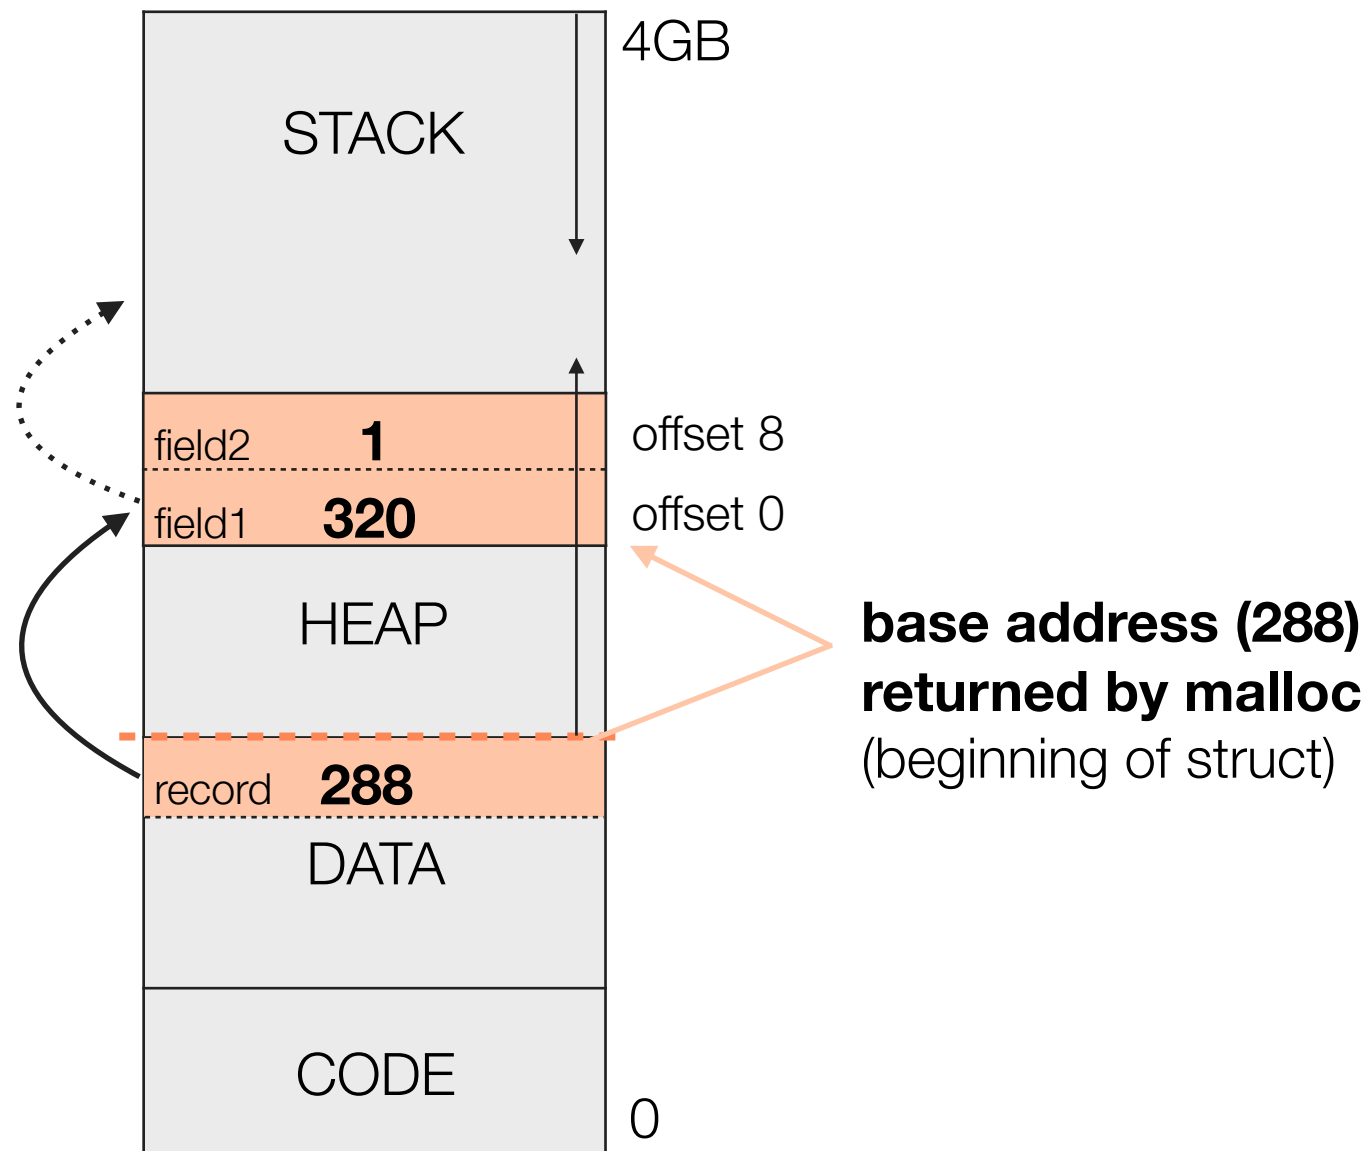 4GB
STACK
field2 1 offset 8
field1 320 offset 0
HEAP
base address (288)
returned by malloc
(beginning of struct)
record 288
DATA
CODE
0